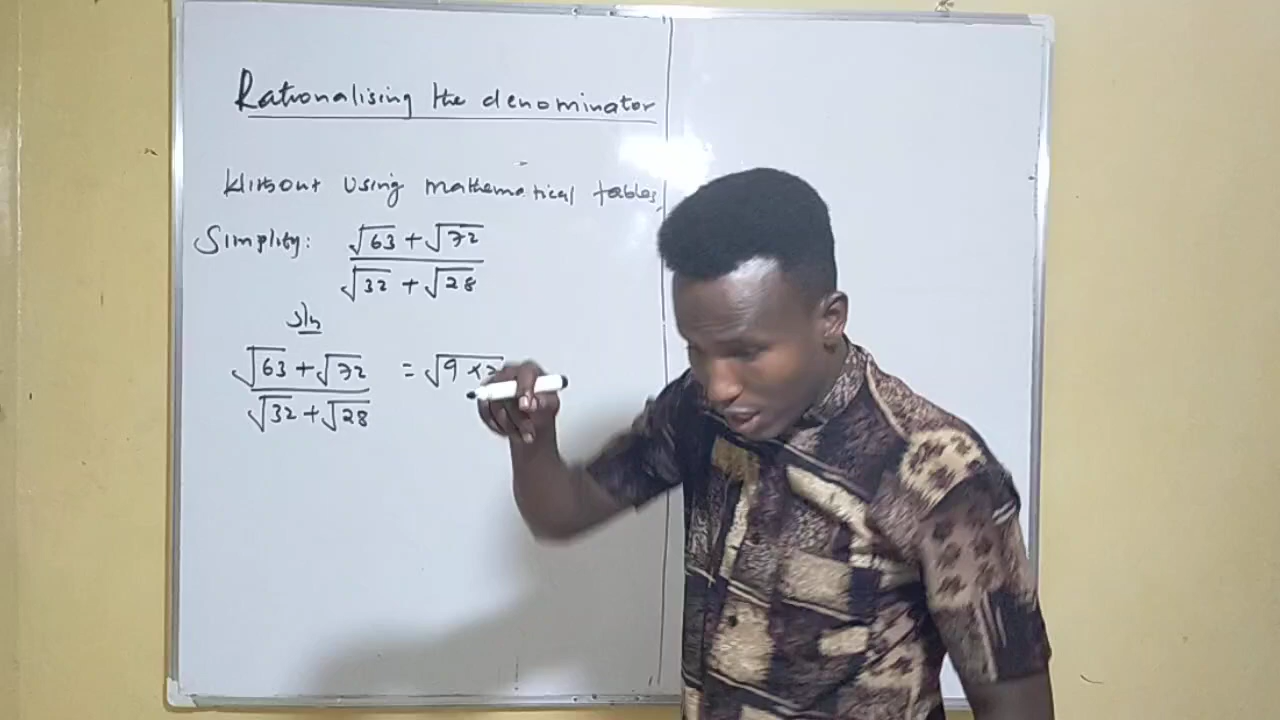 Rationalising the denominator
Without using mathematical tables,
Simplify: √63 + √72
√32 + √28
Sln
√63 + √72 = √9 ×
√32 + √28